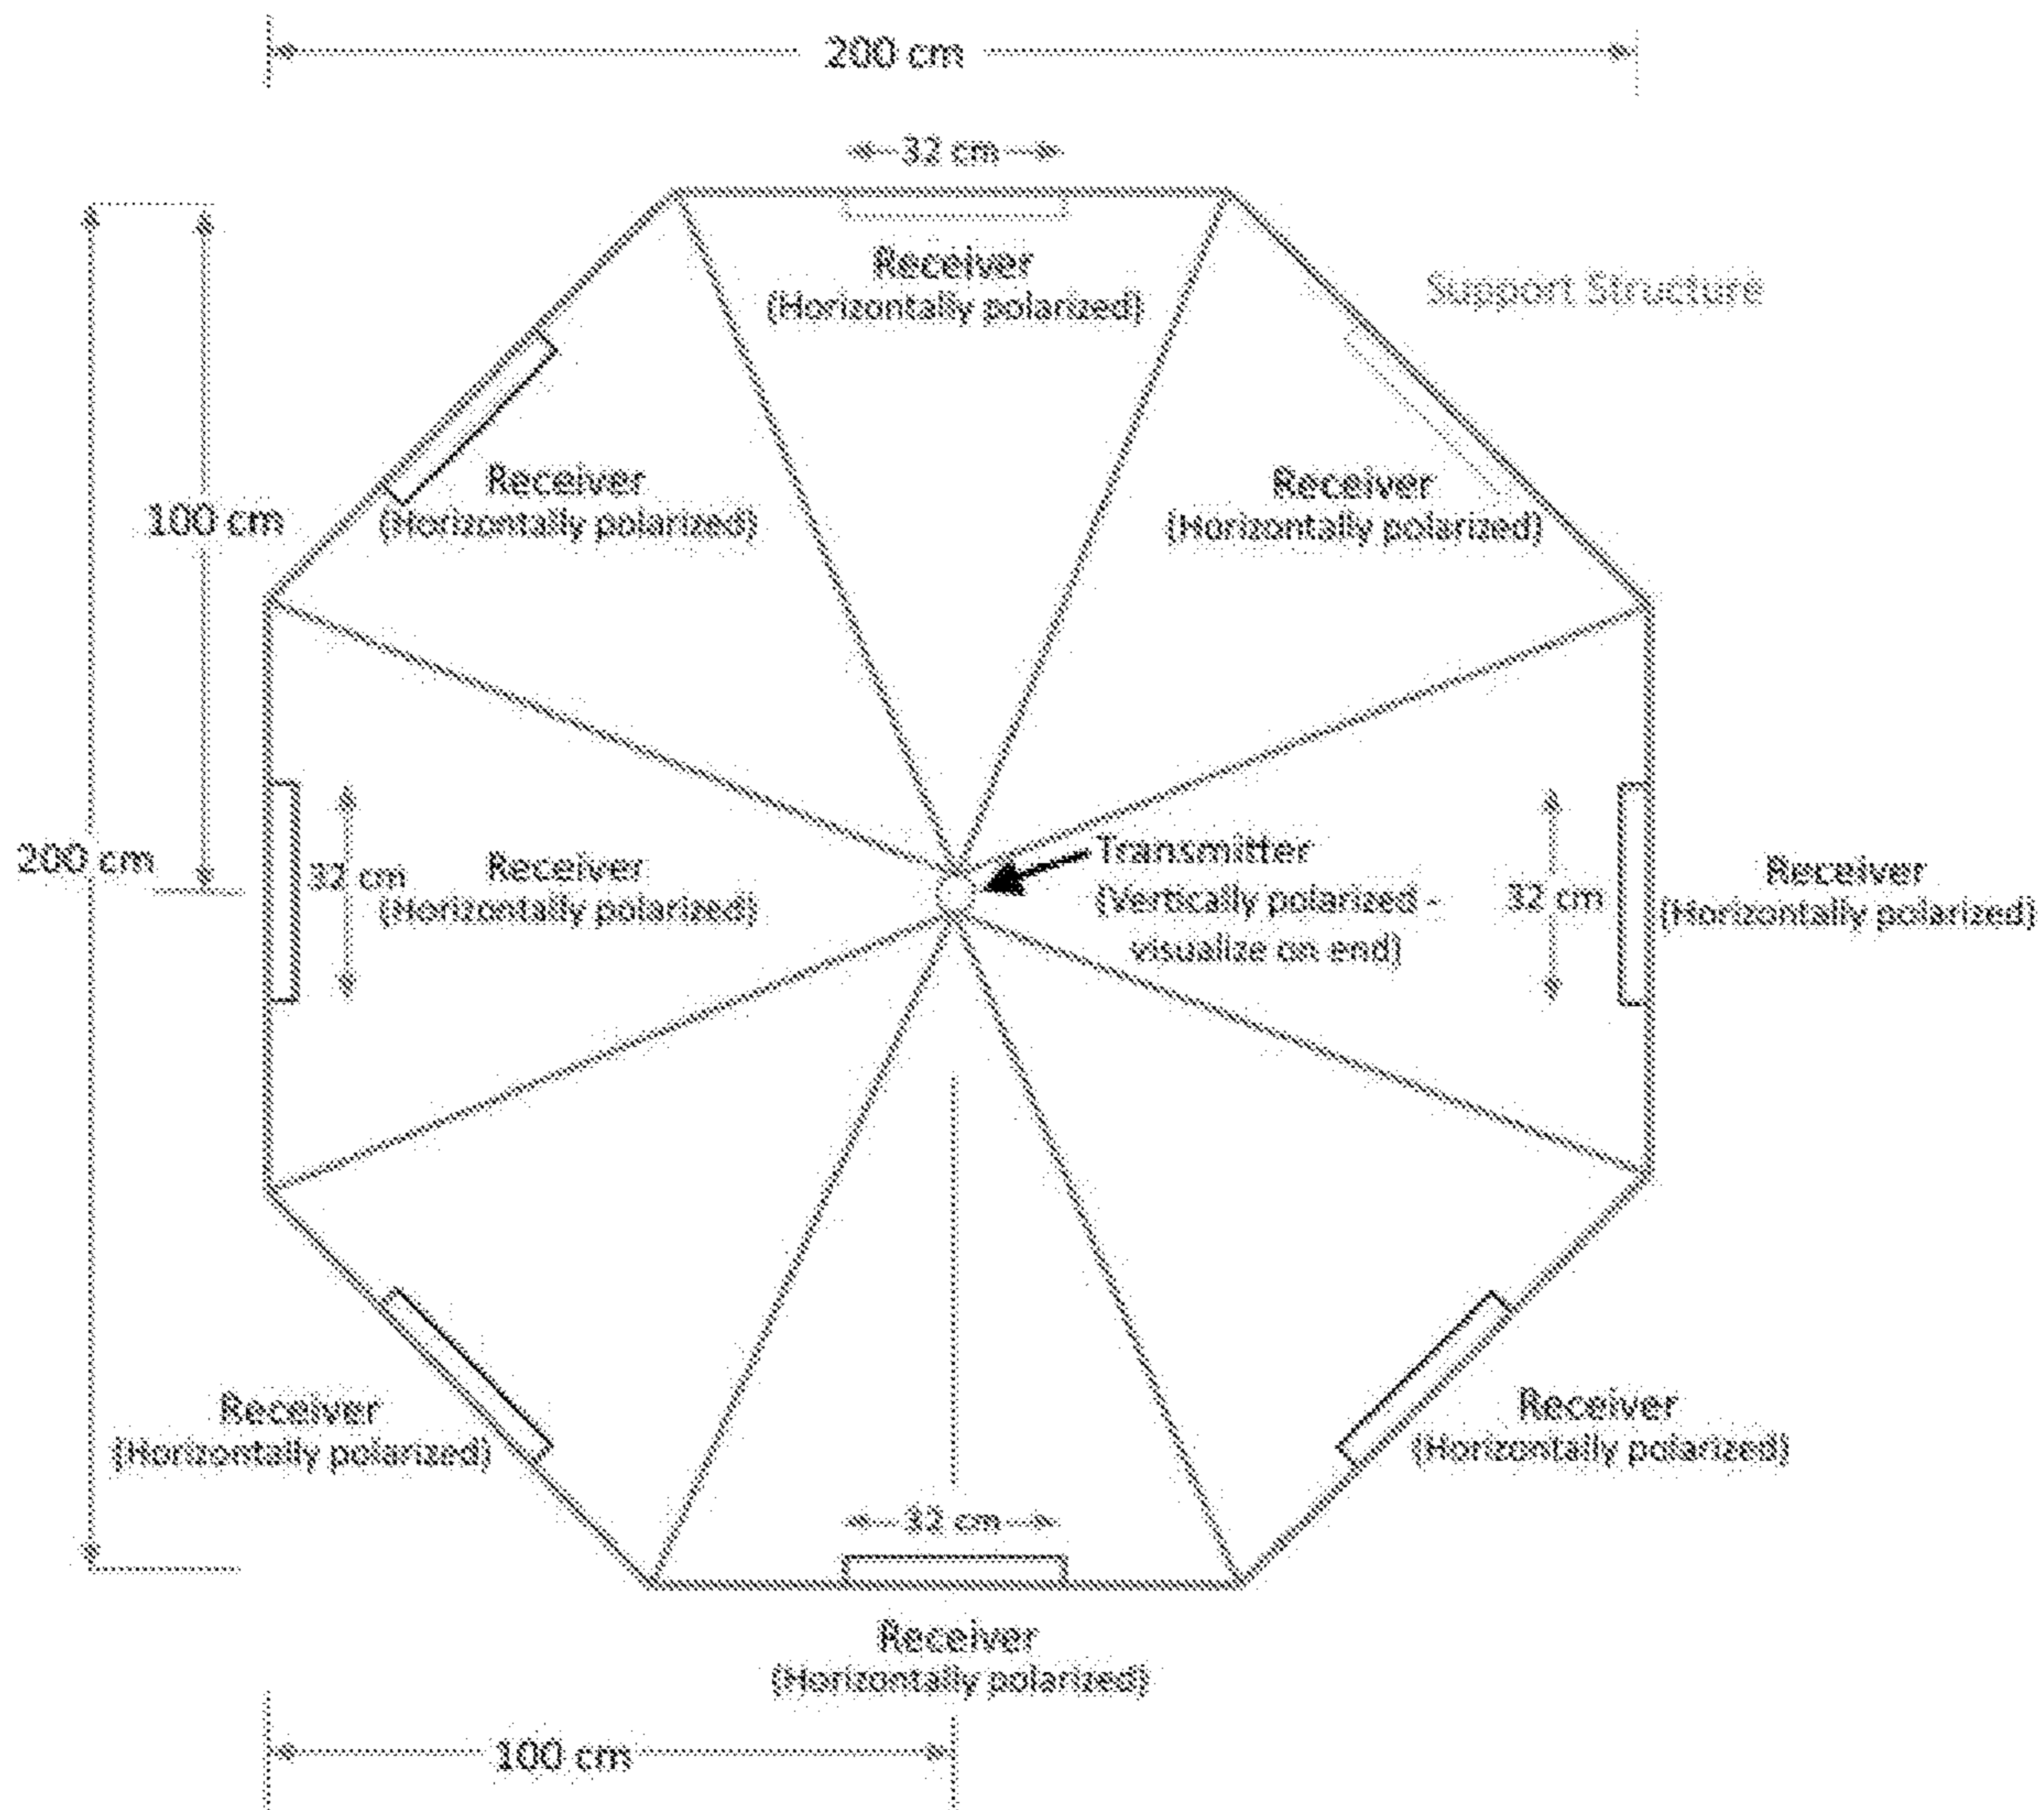 200 cm
32 cm
Receiver
(Horizontally polarized)
Support Structure
Receiver
(Horizontally polarized)
Receiver
(Horizontally polarized)
100 cm
200 cm
32 cm
Receiver
(Horizontally polarized)
Transmitter
(Vertically polarized -
visualize on end)
32 cm
Receiver
(Horizontally polarized)
Receiver
(Horizontally polarized)
Receiver
(Horizontally polarized)
32 cm
Receiver
(Horizontally polarized)
100 cm